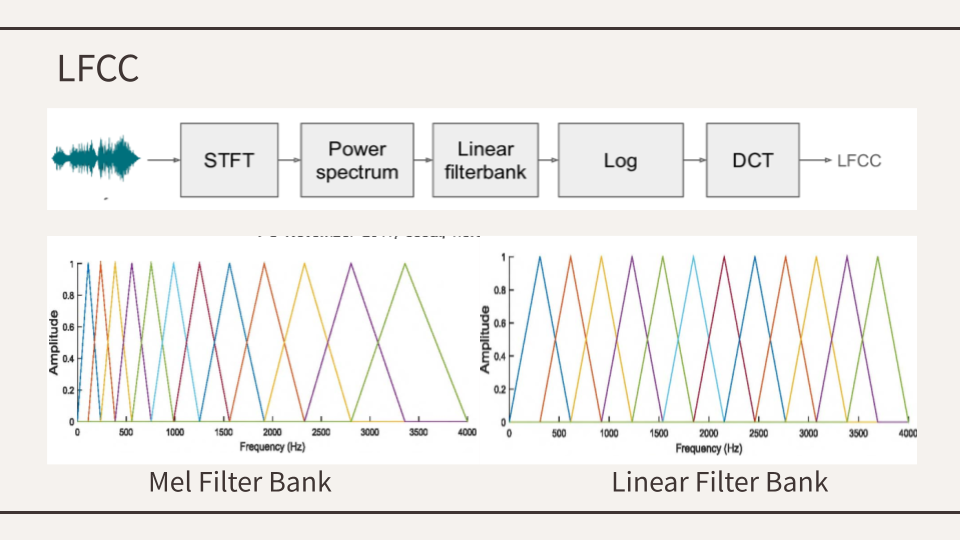 LFCC
STFT
Power
spectrum
Linear
filterbank
Log
DCT
LFCC
Amplitude
1
0.8
0.6
0.4
0.2
0
0 500 1000 1500 2000 2500 3000 3500 4000
Frequency (Hz)
Amplitude
1
0.8
0.6
0.4
0.2
0
0 500 1000 1500 2000 2500 3000 3500 4000
Frequency (Hz)
Mel Filter Bank
Linear Filter Bank